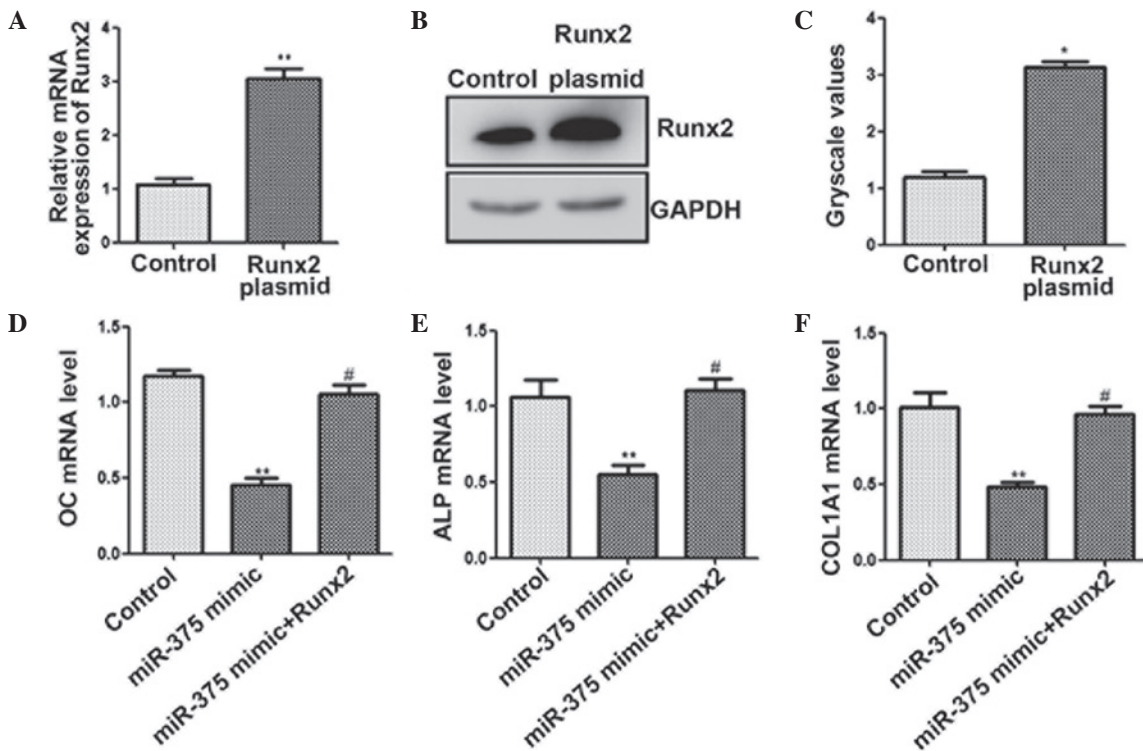 A
Relative mRNA
expression of Runx2
4
3
2
1
0
**
Control
Runx2
plasmid
B
Runx2
Control plasmid
Runx2
GAPDH
C
Gryscale values
4
3
2
1
0
*
Control
Runx2
plasmid
D
OC mRNA level
1.5
1.0
0.5
0.0
**
#
Control
miR-375 mimic
miR-375 mimic+Runx2
E
ALP mRNA level
1.5
1.0
0.5
0.0
**
#
Control
miR-375 mimic
miR-375 mimic+Runx2
F
COL1A1 mRNA level
1.5
1.0
0.5
0.0
**
#
Control
miR-375 mimic
miR-375 mimic+Runx2